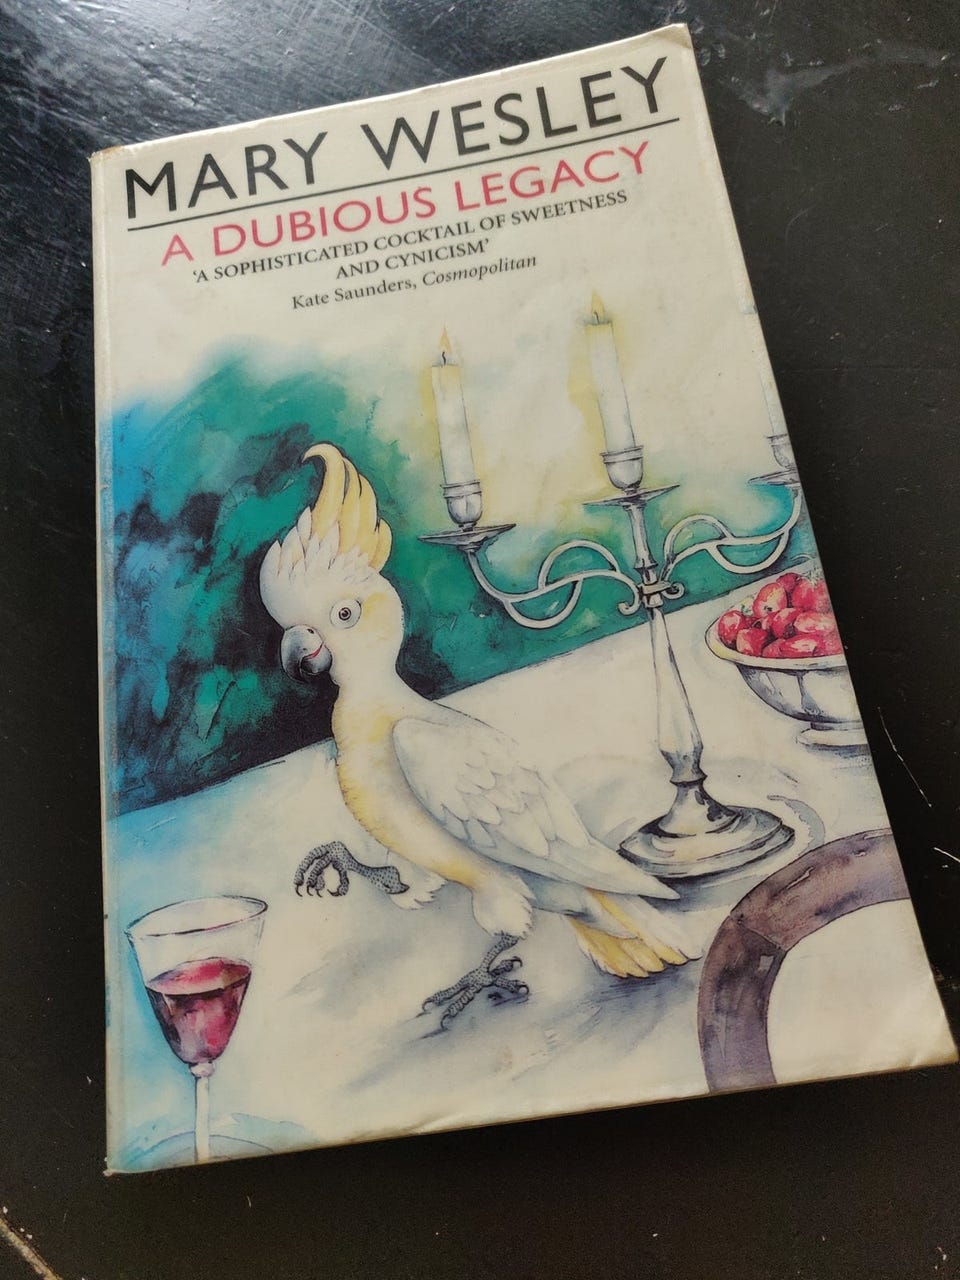 MARY WESLEY
A DUBIOUS LEGACY
‘A SOPHISTICATED COCKTAIL OF SWEETNESS
AND CYNICISM’
Kate Saunders, Cosmopolitan